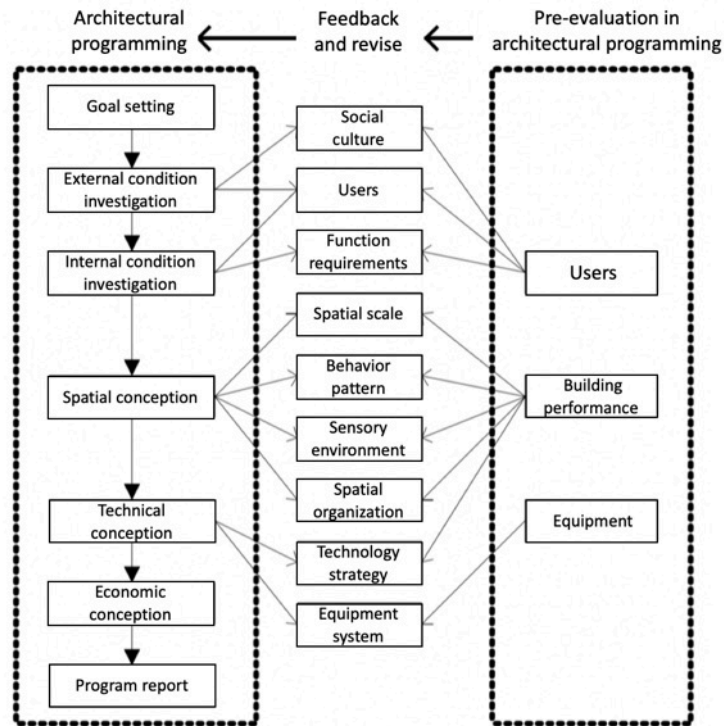 Architectural
programming
Feedback
and revise
Pre-evaluation in
architectural programming
Goal setting
External condition
investigation
Internal condition
investigation
Spatial conception
Technical
conception
Economic
conception
Program report
Social
culture
Users
Function
requirements
Spatial scale
Behavior
pattern
Sensory
environment
Spatial
organization
Technology
strategy
Equipment
system
Users
Building
performance
Equipment